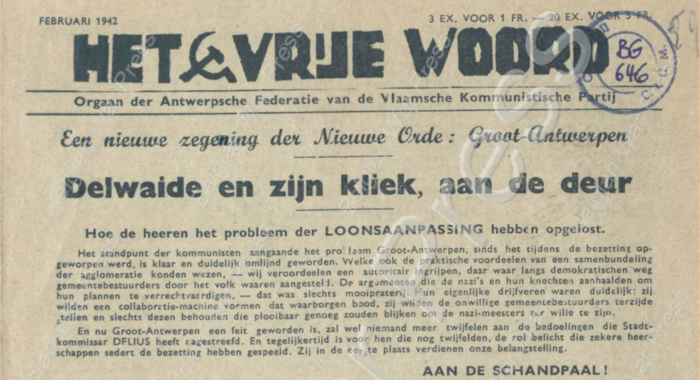 FEBRUARI 1942
3 EX. VOOR 1 FR. — 20 EX. VOOR 5 FR.
HET VRIJE WOORD
BG
646
C.I.C.M.
Orgaan der Antwerpsche Federatie van de Vlaamsche Kommunistische Partij
Een nieuwe zegening der Nieuwe Orde : Groot-Antwerpen
Delwaide en zijn kliek, aan de deur
Hoe de heeren het probleem der LOONSAANPASSING hebben opgelost.
Het standpunt der kommunisten aangaande het probleem Groot-Antwerpen, sinds het tijdens de bezetting op-
geworpen werd, is klaar en duidelijk omlijnd geworden. Welke ook de praktische voordeelen van een samenbundeling
der agglomeratie konden wezen, — wij veroordeelen een autoritair ingrijpen, daar waar langs demokratischen weg
gemeentebestuurders door het volk waren aangesteld. De argumenten die de nazi's en hun knechten aanhaalden om
hun plannen te verrechtvaardigen, — dat was slechts mooipraterij. Hun eigenlijke drijfveren waren duidelijk: zij
wilden een collabortie-machine vormen dat waarborgen bood, zij wilden de onwillige gemeentebestuurders terzijde
stellen en slechts dezen behouden die plooibaar genoeg zouden blijken om de nazi-meesters ter wille te zijn.
En nu Groot-Antwerpen een feit geworden is, zal wel niemand meer twijfelen aan de bedoelingen die Stadt-
kommissar DELIUS heeft nagestreefd. En tegelijkertijd is voor hen die nog twijfelden, de rol belicht die zekere heer-
schappen sedert de bezetting hebben gespeeld. Zij in de eerste plaats verdienen onze belangstelling.
AAN DE SCHANDPAAL!